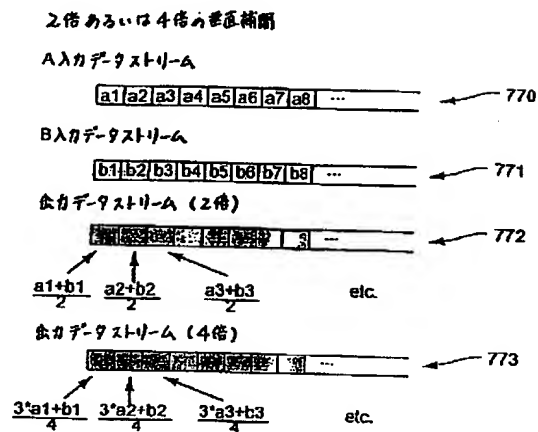 2倍あるいは4倍の垂直補間
A入力データストリーム
a1 a2 a3 a4 a5 a6 a7 a8 ... 770
B入力データストリーム
b1 b2 b3 b4 b5 b6 b7 b8 ... 771
出力データストリーム (2倍)
... 772
a1+b1/2 a2+b2/2 a3+b3/2 etc.
出力データストリーム (4倍)
... 773
3*a1+b1/4 3*a2+b2/4 3*a3+b3/4 etc.